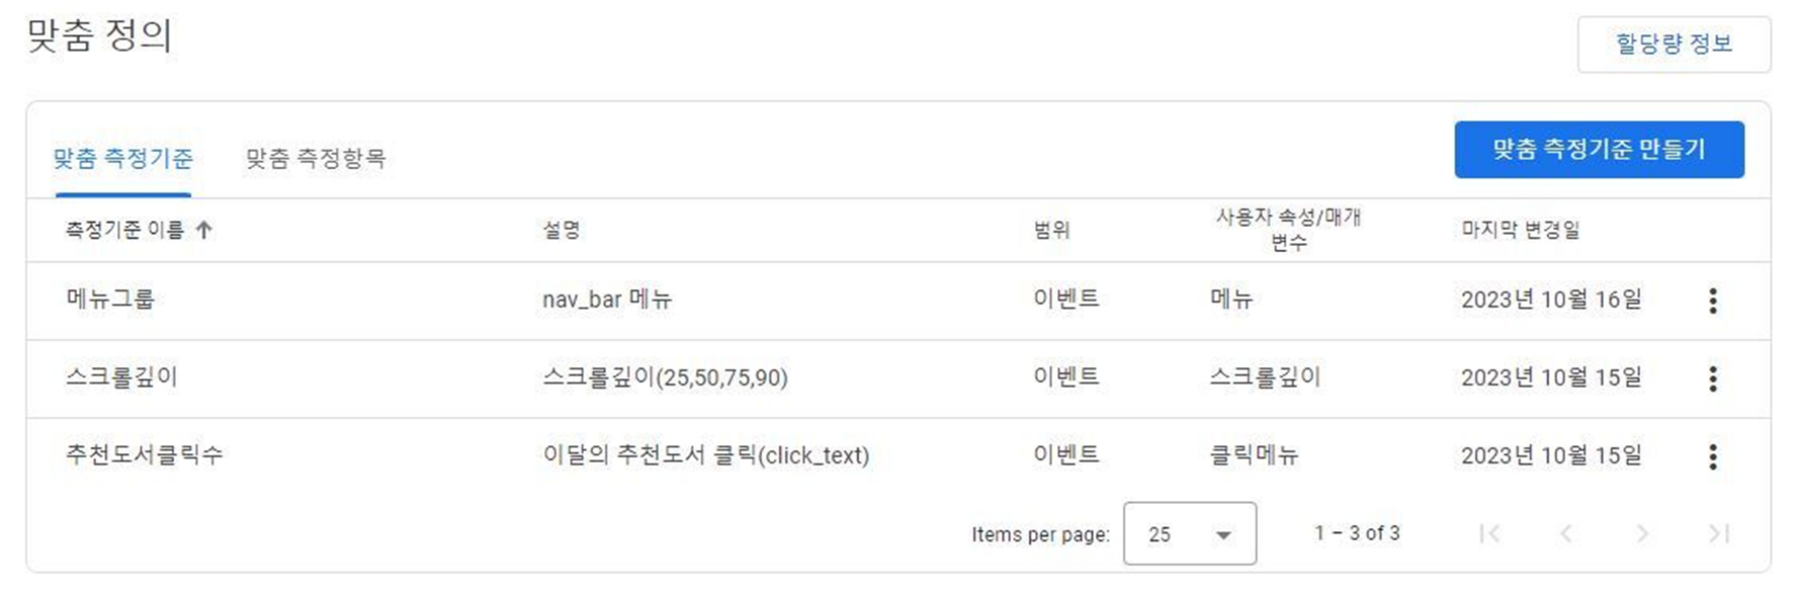 맞춤 정의
할당량 정보
맞춤 측정기준 맞춤 측정항목 맞춤 측정기준 만들기
측정기준 이름 ↑ 설명 범위 사용자 속성/매개 변수 마지막 변경일
메뉴그룹 nav_bar 메뉴 이벤트 메뉴 2023년 10월 16일
스크롤깊이 스크롤깊이(25,50,75,90) 이벤트 스크롤깊이 2023년 10월 15일
추천도서클릭수 이달의 추천도서 클릭(click_text) 이벤트 클릭메뉴 2023년 10월 15일
Items per page: 25 1 – 3 of 3